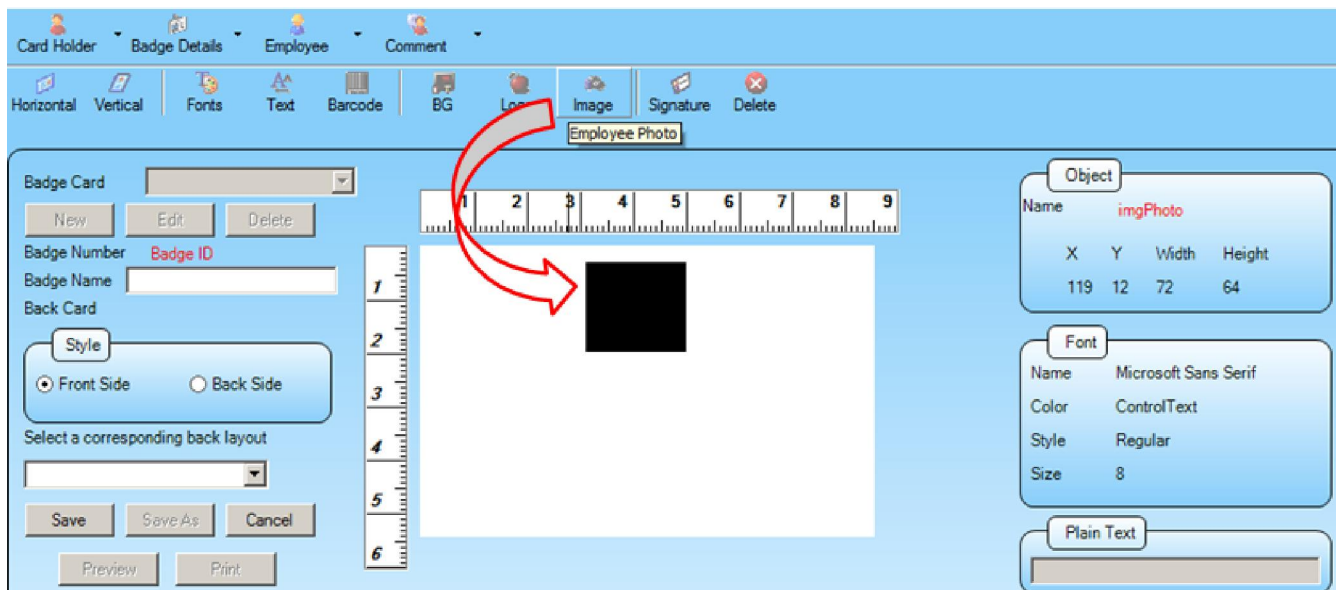 Card Holder Badge Details Employee Comment
Horizontal Vertical Fonts Text Barcode BG Logo Image Signature Delete
Employee Photo
Badge Card
New Edit Delete
Badge Number Badge ID
Badge Name
Back Card
Style
Front Side Back Side
Select a corresponding back layout
Save Save As Cancel
Preview Print
1 2 3 4 5 6 7 8 9
1
2
3
4
5
6
Object
Name imgPhoto
X Y Width Height
119 12 72 64
Font
Name Microsoft Sans Serif
Color ControlText
Style Regular
Size 8
Plain Text